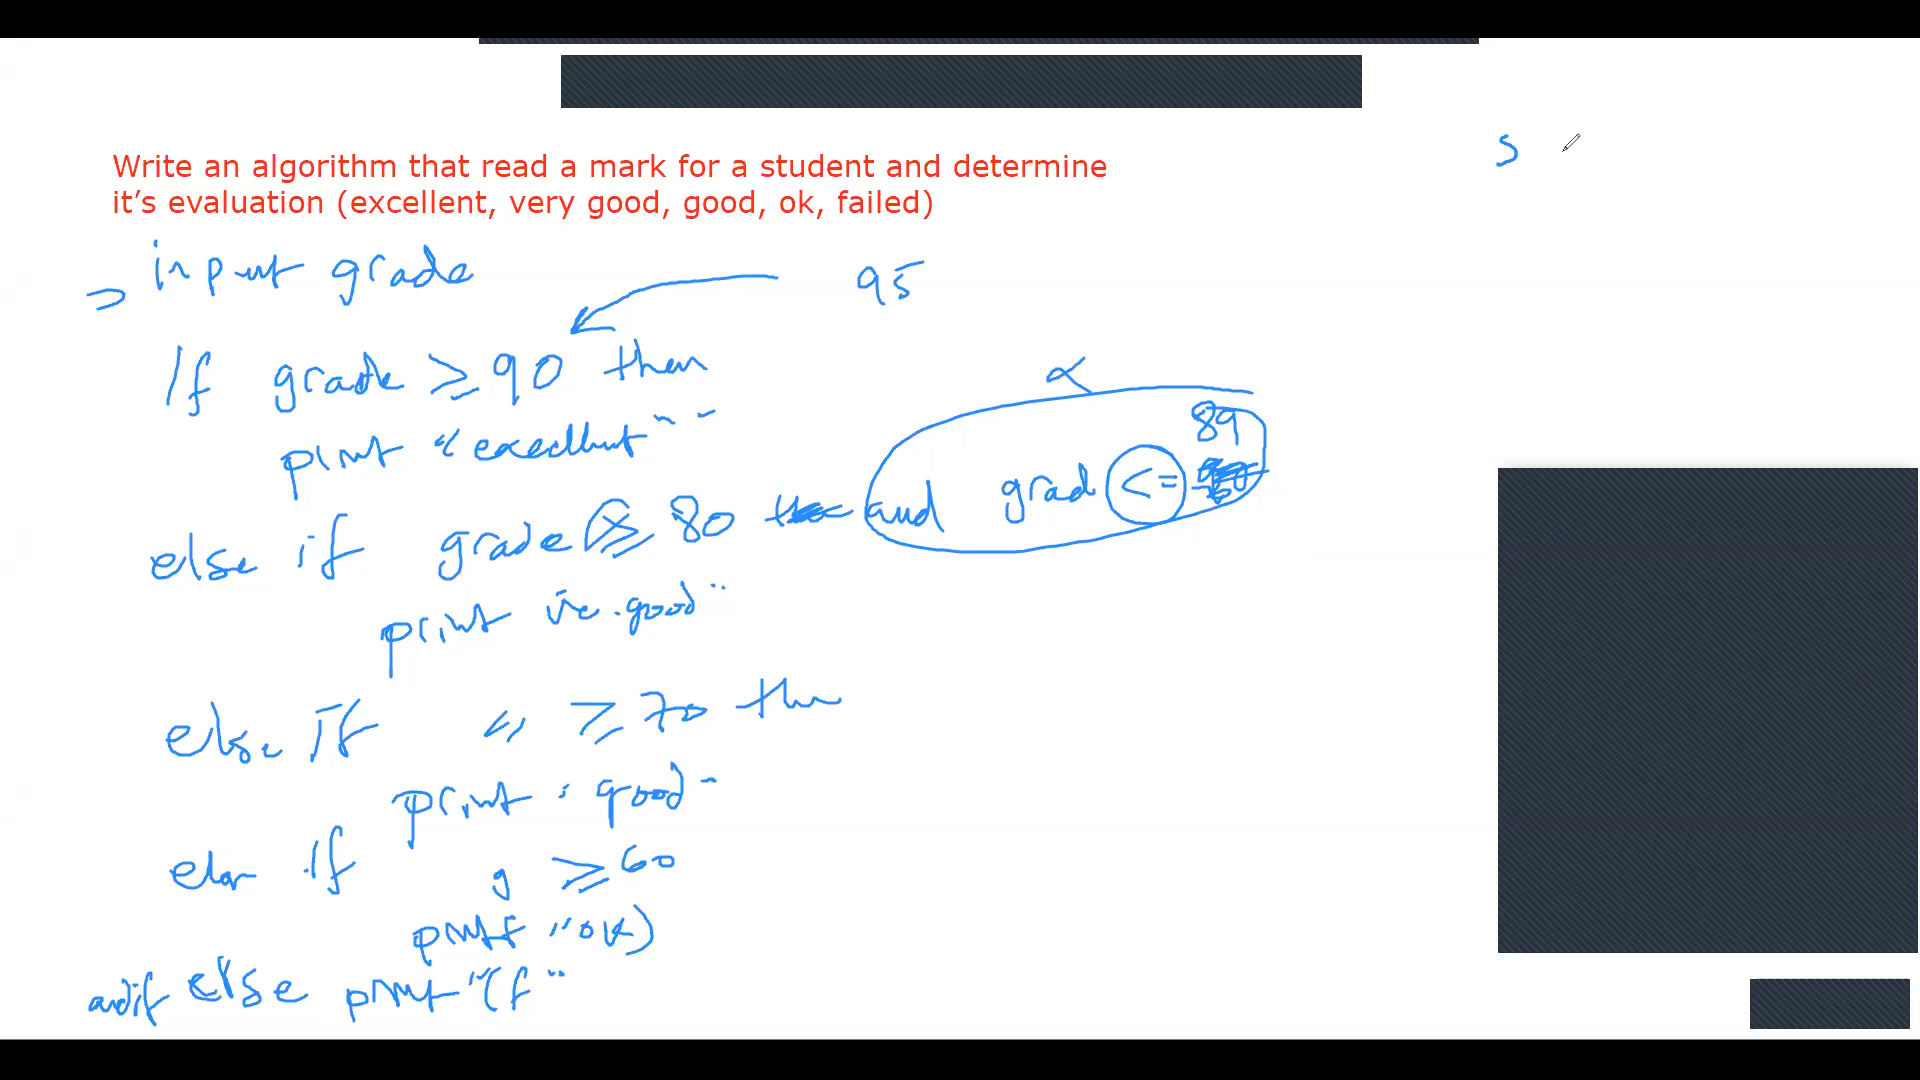 Write an algorithm that read a mark for a student and determine
it’s evaluation (excellent, very good, good, ok, failed)
input grade
95
If grade ≥ 90 then
print "excellent"
89
else if grade ≥ 80 and grad <=
print "ve.good"
else if " ≥ 70 the
print "good"
else if g ≥ 60
print "ok)
else print "f"
S